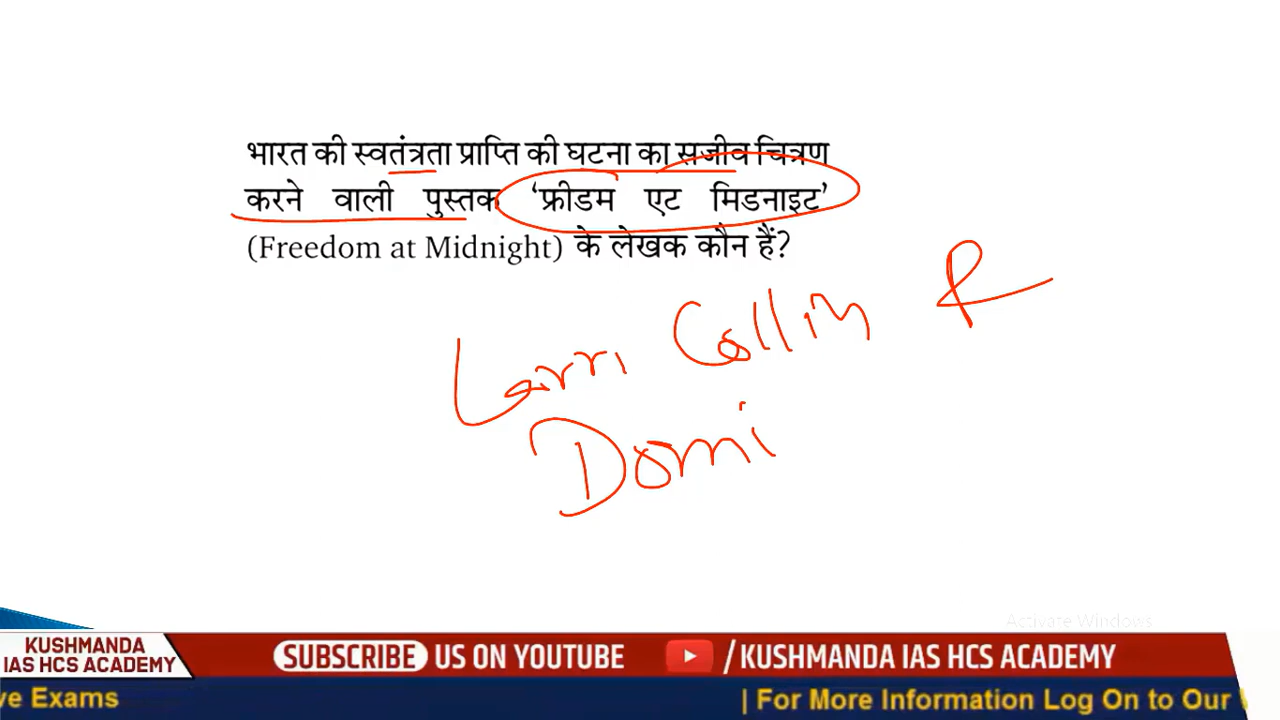 भारत की स्वतंत्रता प्राप्ति की घटना का सजीव चित्रण
करने वाली पुस्तक 'फ्रीडम एट मिडनाइट'
(Freedom at Midnight) के लेखक कौन हैं?
Larri Collin &
Domi
Activate Windows
KUSHMANDA
IAS HCS ACADEMY
SUBSCRIBE US ON YOUTUBE
/KUSHMANDA IAS HCS ACADEMY
ve Exams
| For More Information Log On to Our